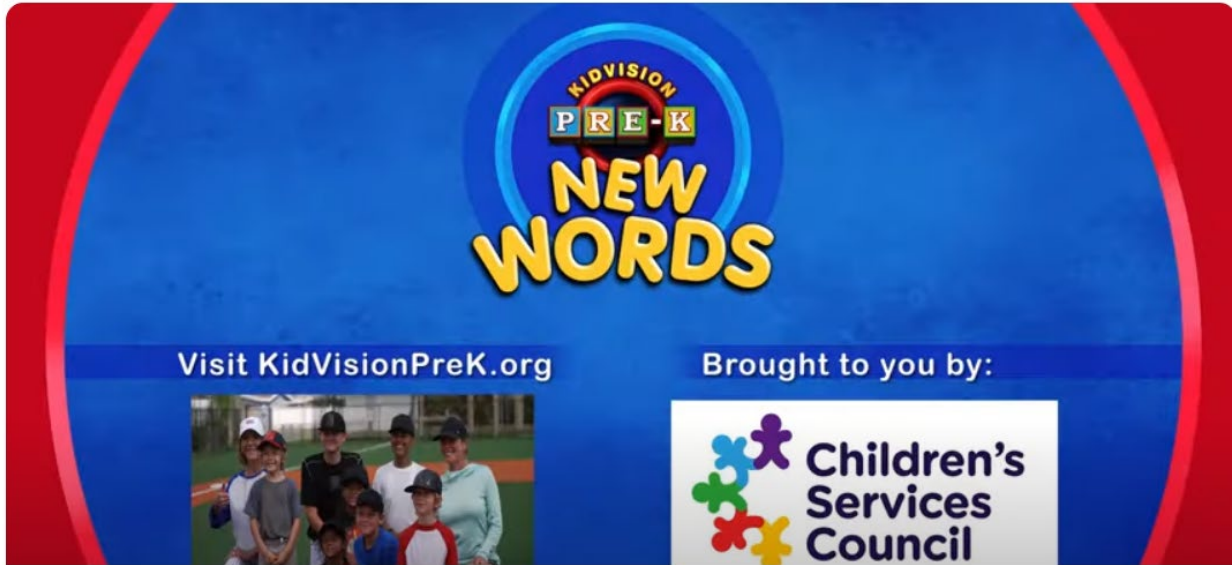 KIDVISION
PRE-K
NEW
WORDS
Visit KidVisionPreK.org
Brought to you by:
Children's
Services
Council